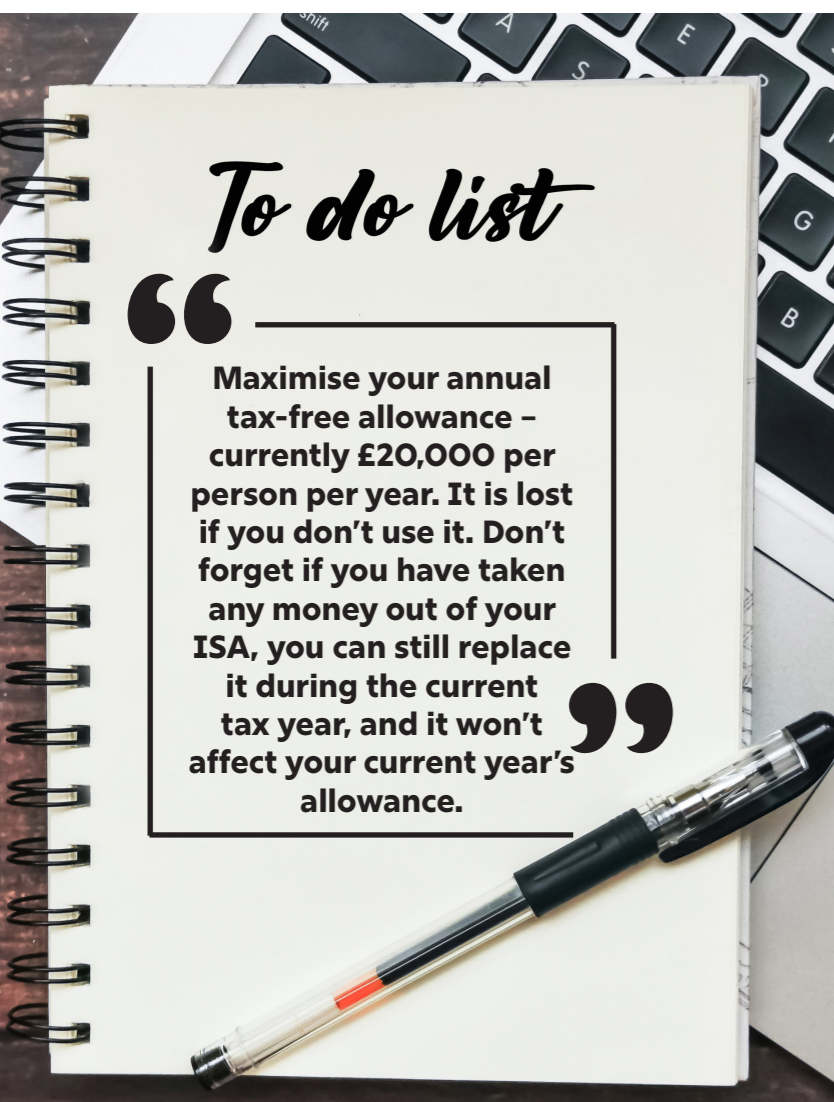 shift
A
E
S
D
G
B
To do list
“
Maximise your annual
tax-free allowance –
currently £20,000 per
person per year. It is lost
if you don’t use it. Don’t
forget if you have taken
any money out of your
ISA, you can still replace
it during the current
tax year, and it won’t
affect your current year’s
allowance.
”